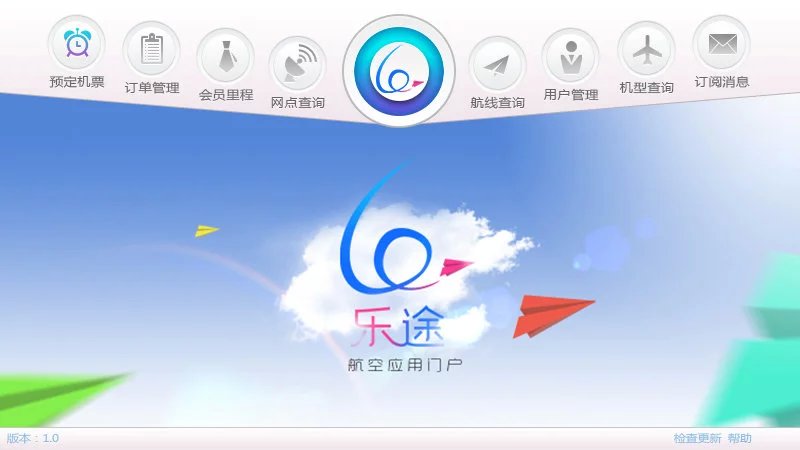 预定机票
订单管理
会员里程
网点查询
航线查询
用户管理
机型查询
订阅消息
乐途
航空应用门户
版本：1.0
检查更新 帮助